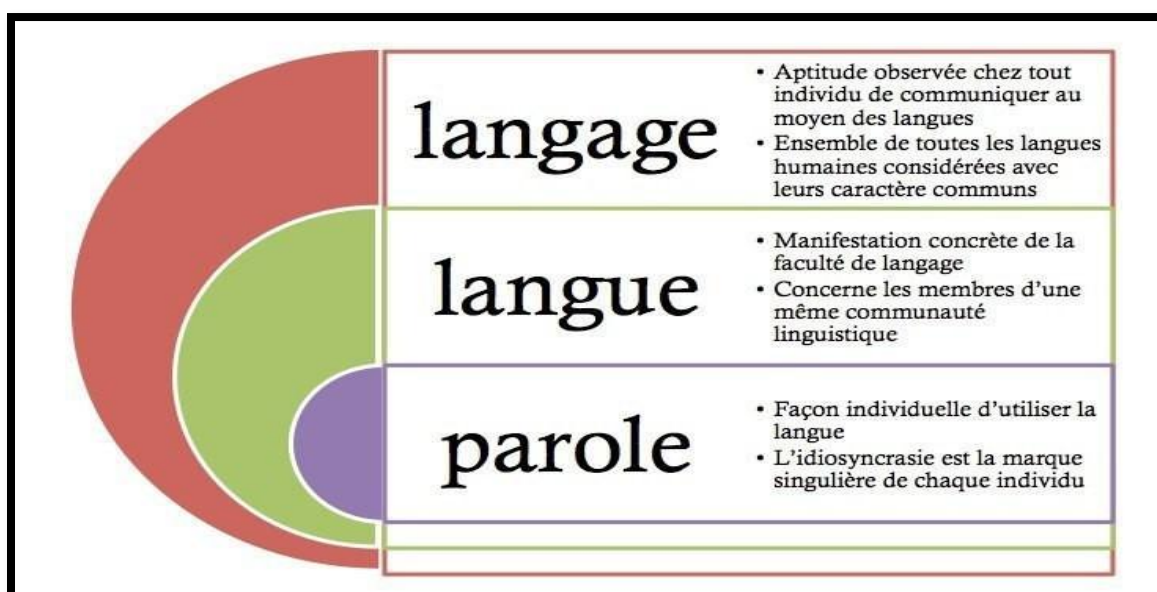 langage
• Aptitude observée chez tout
individu de communiquer au
moyen des langues
• Ensemble de toutes les langues
humaines considérées avec
leurs caractère communs
langue
• Manifestation concrète de la
faculté de langage
• Concerne les membres d'une
même communauté
linguistique
parole
• Façon individuelle d'utiliser la
langue
• L'idiosyncrasie est la marque
singulière de chaque individu